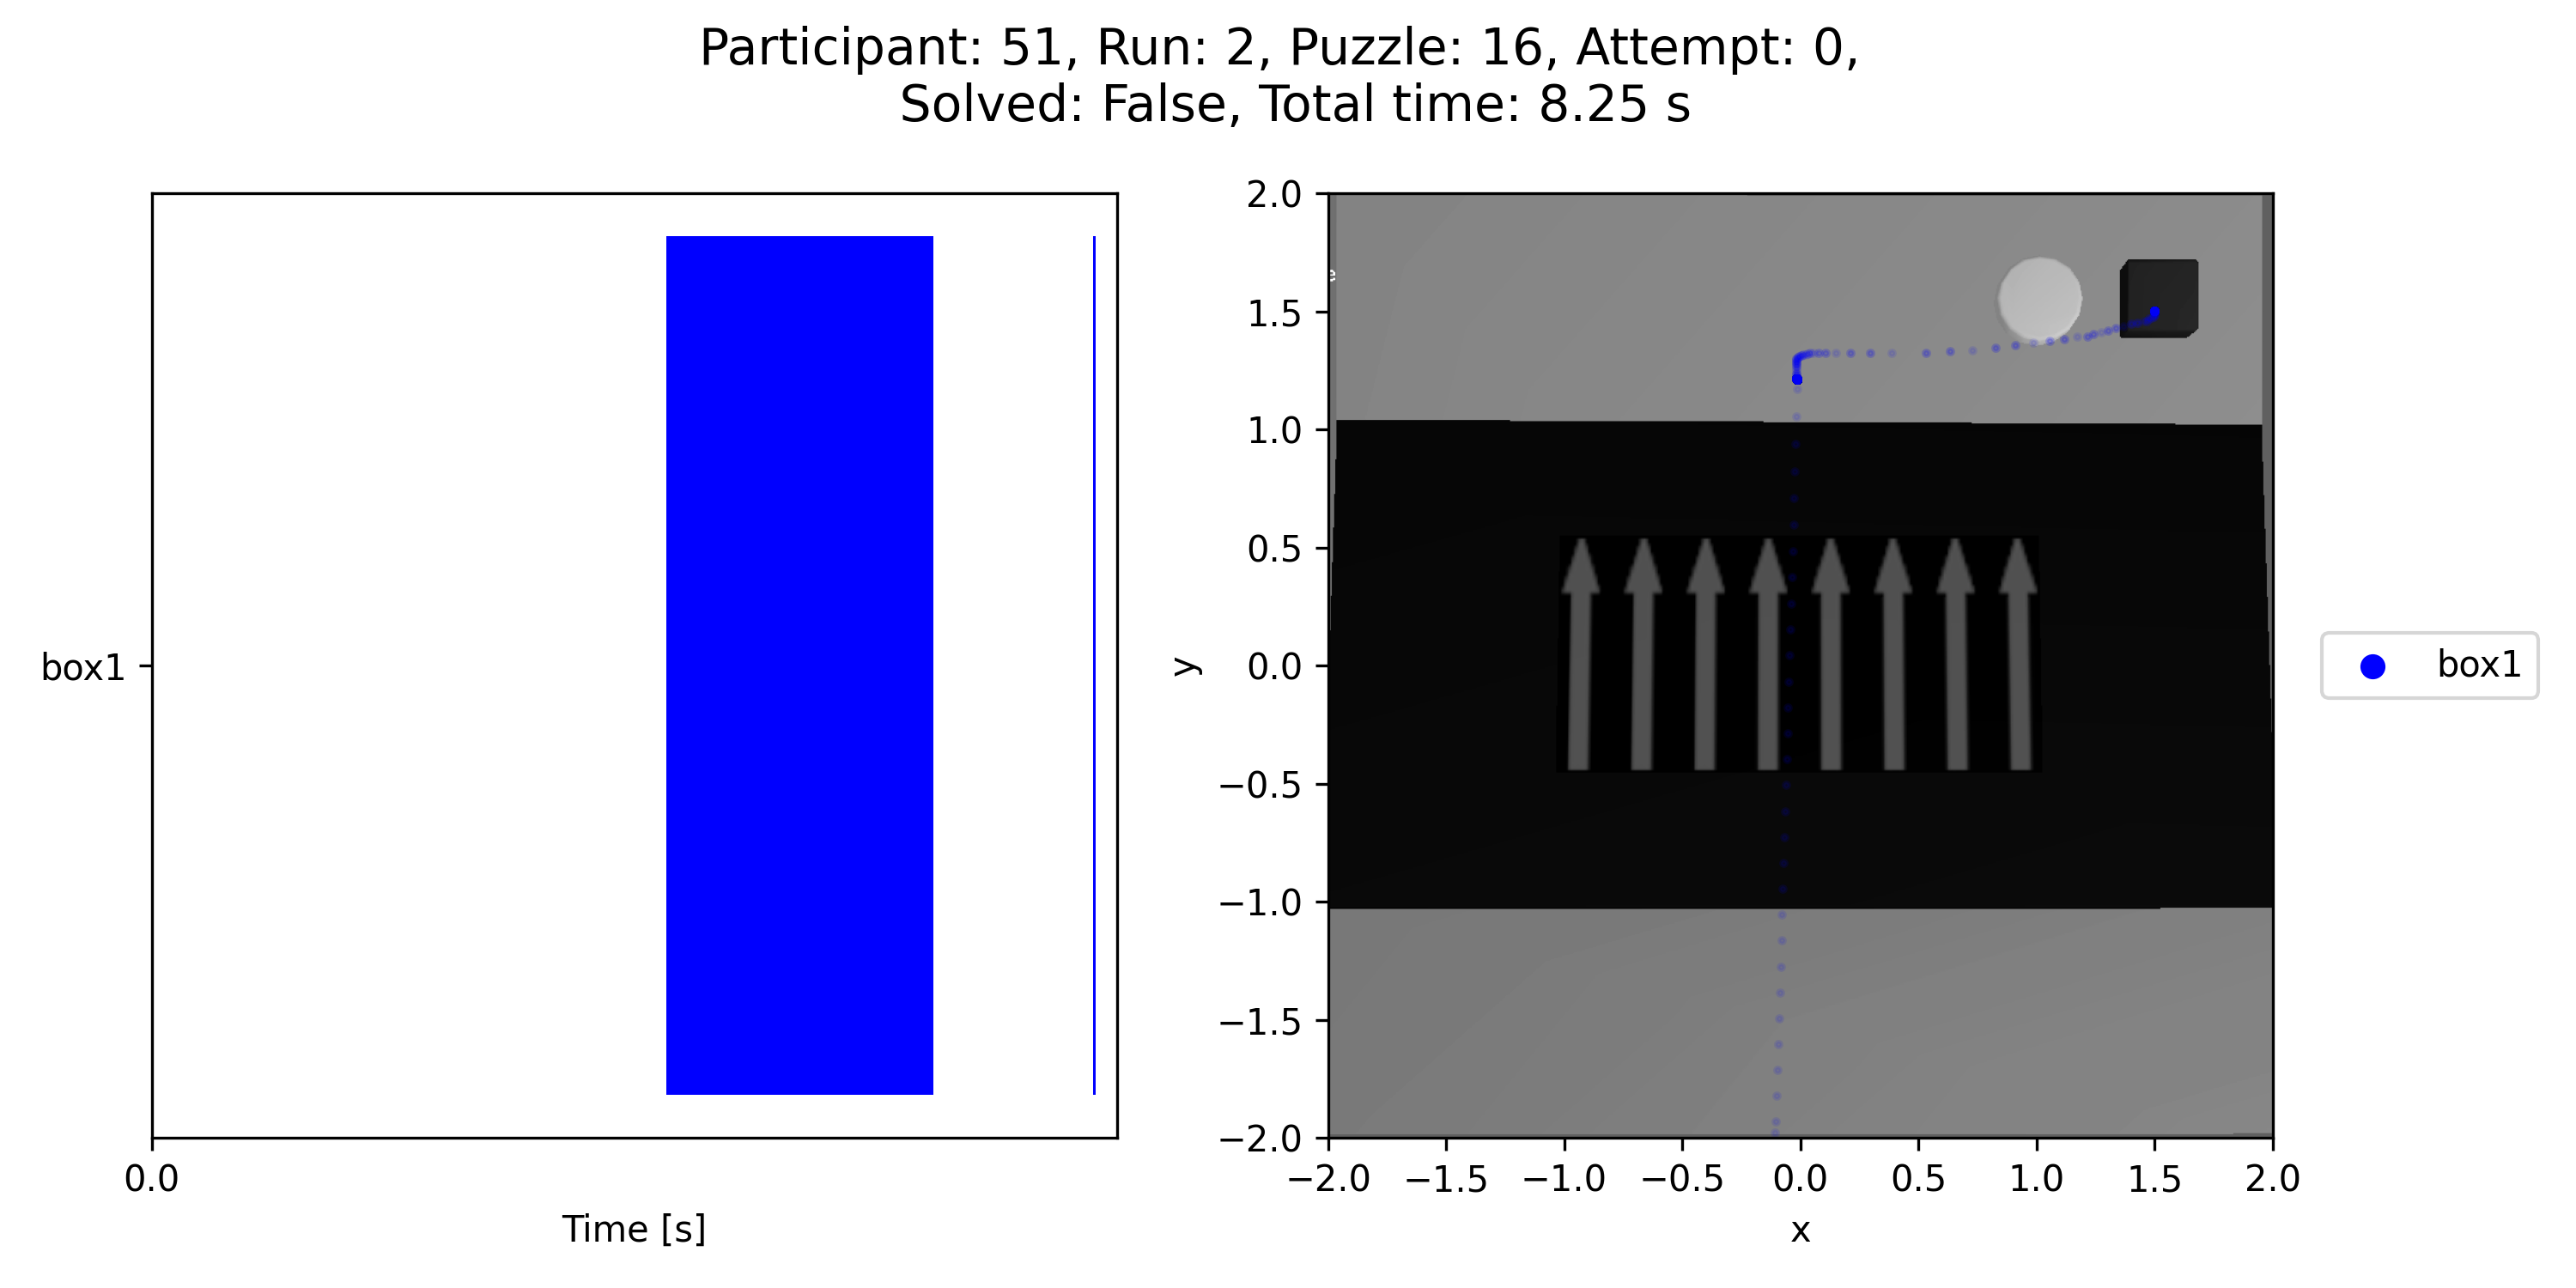 Participant: 51, Run: 2, Puzzle: 16, Attempt: 0,
Solved: False, Total time: 8.25 s
box1
0.0
Time [s]
2.0
1.5
1.0
0.5
0.0
−0.5
−1.0
−1.5
−2.0
y
e
−2.0 −1.5 −1.0 −0.5 0.0 0.5 1.0 1.5 2.0
x
box1